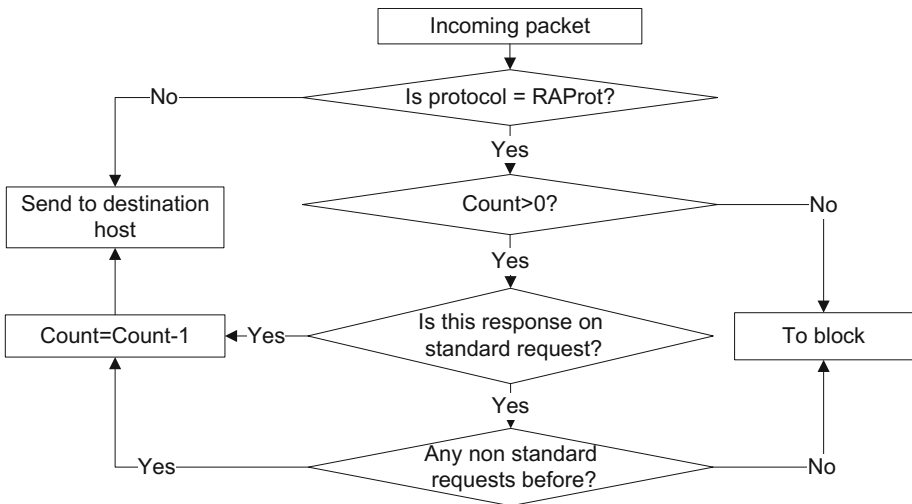 Incoming packet
Is protocol = RAProt?
No
Yes
Send to destination
host
Count>0?
No
Yes
Count=Count-1
Yes
Is this response on
standard request?
To block
Yes
Any non standard
requests before?
Yes
No